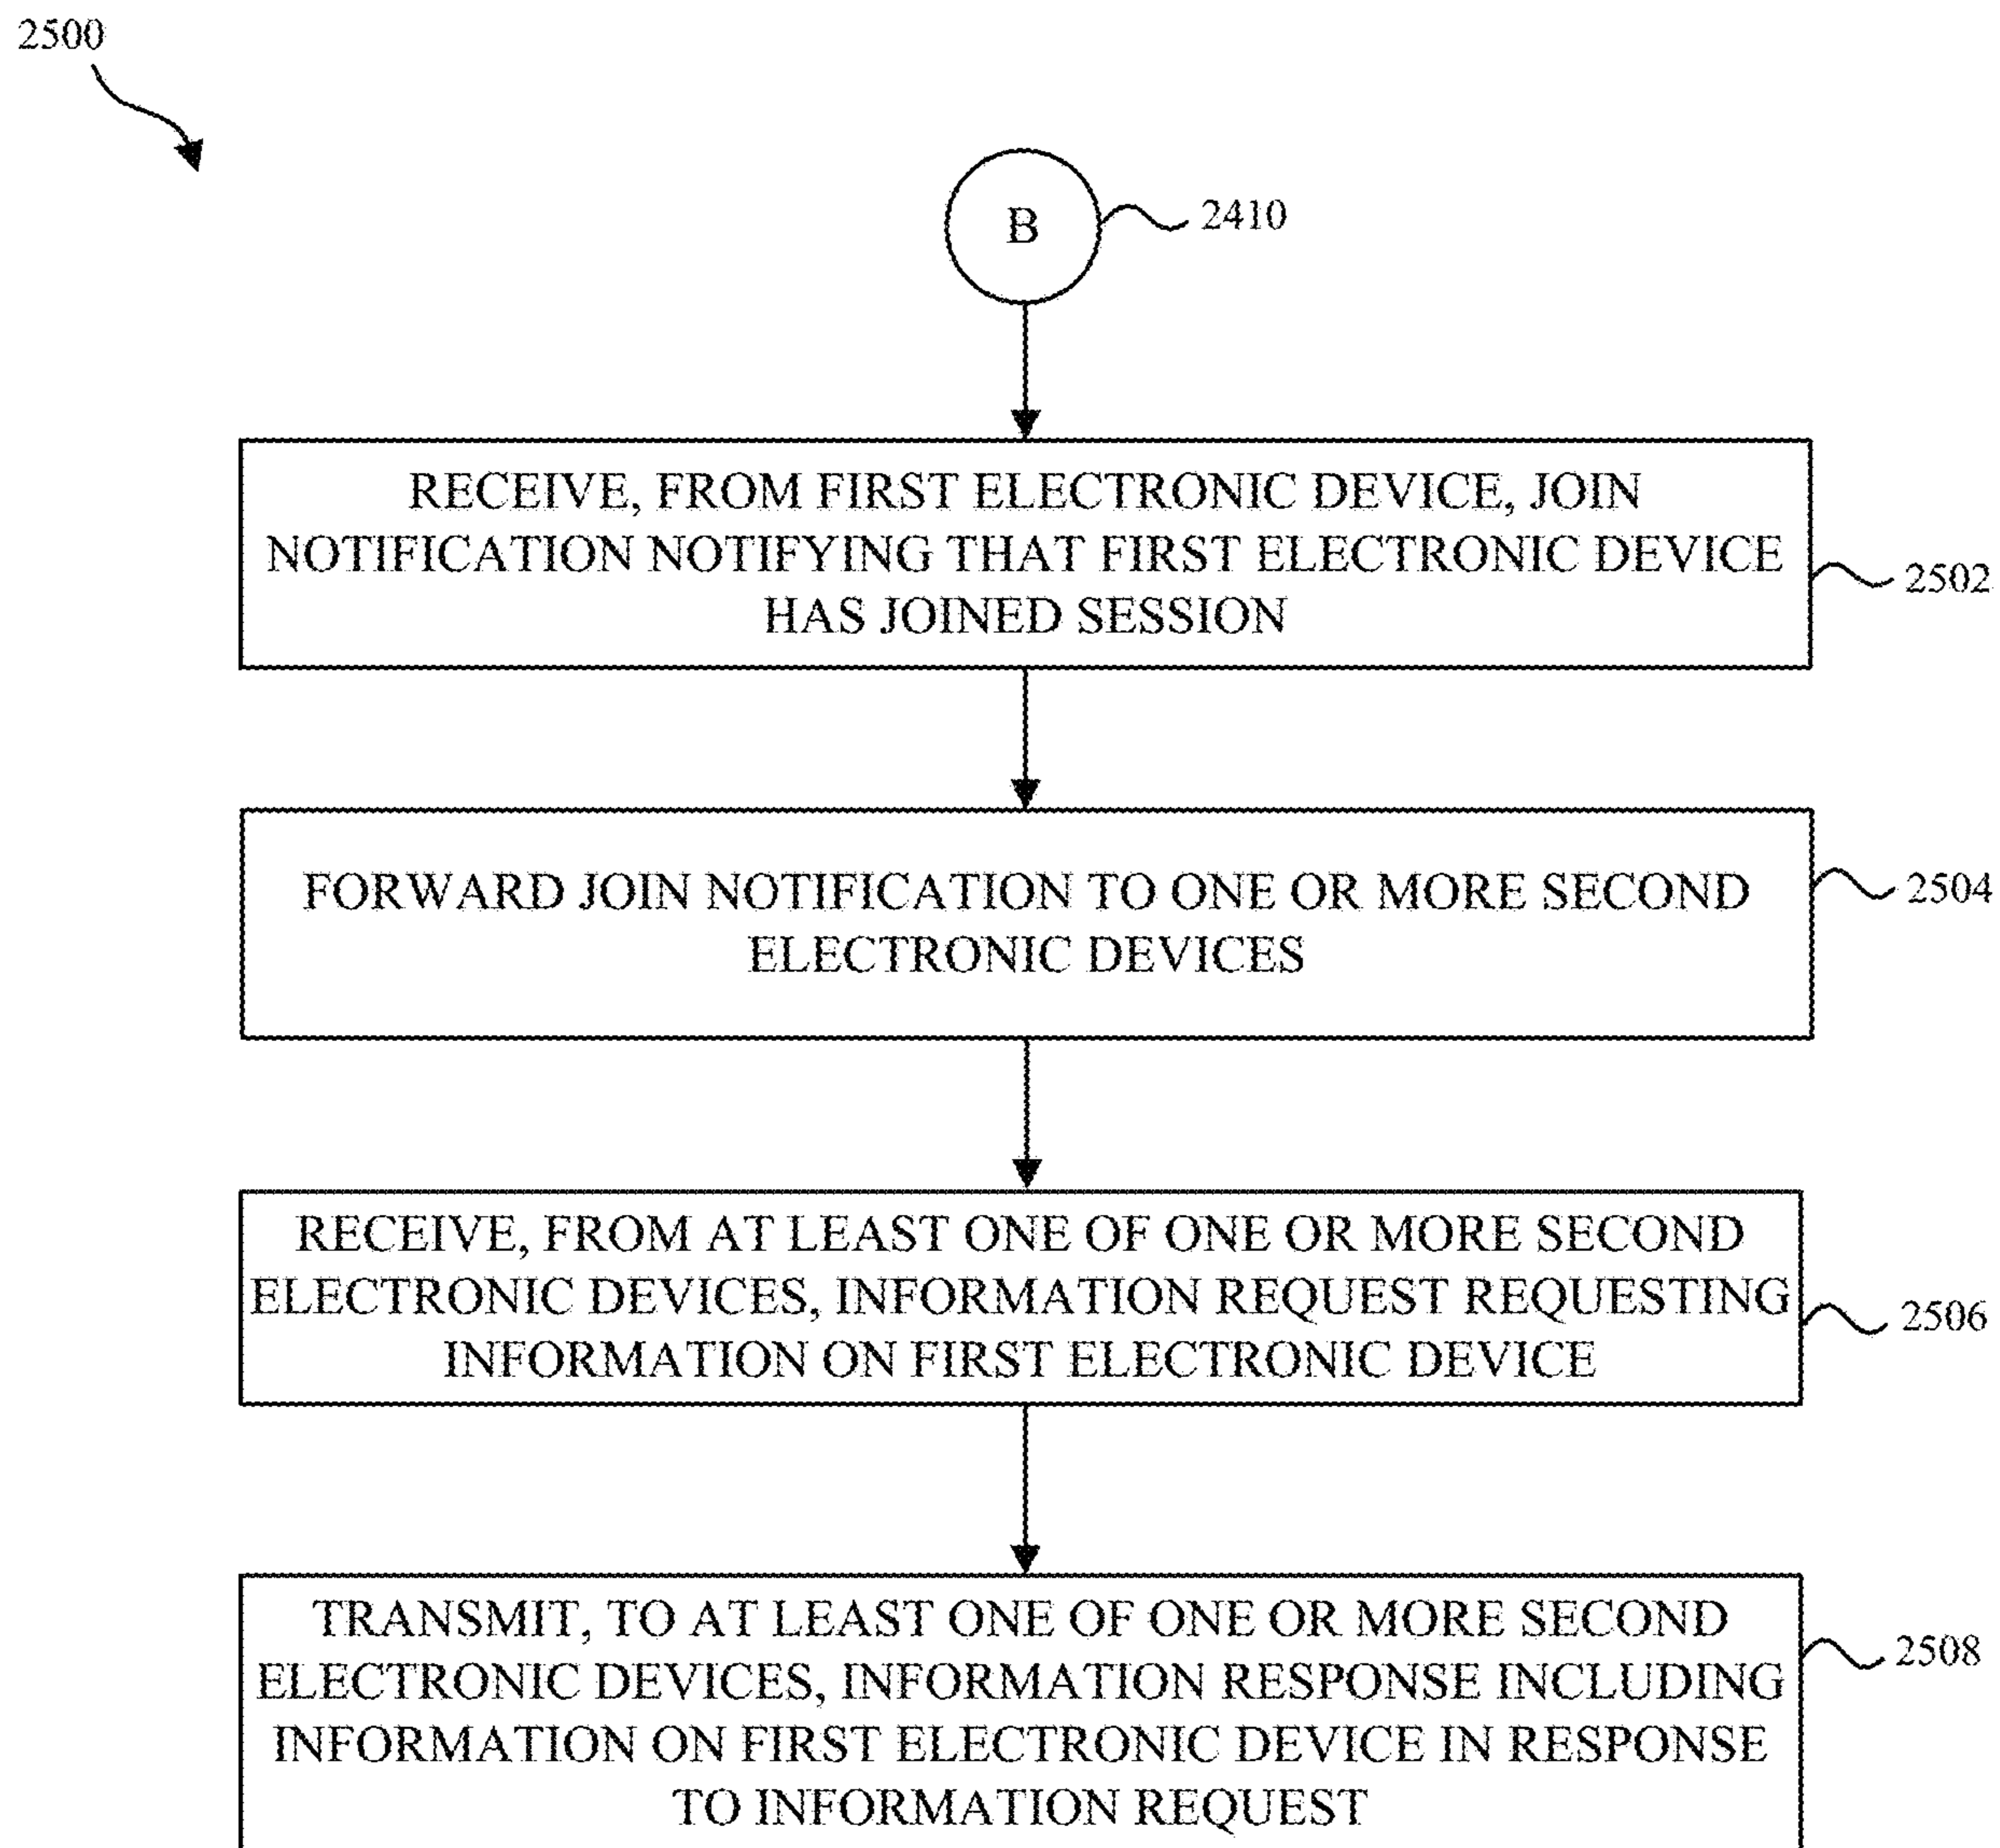 2500
B
2410
RECEIVE, FROM FIRST ELECTRONIC DEVICE, JOIN
NOTIFICATION NOTIFYING THAT FIRST ELECTRONIC DEVICE
HAS JOINED SESSION
2502
FORWARD JOIN NOTIFICATION TO ONE OR MORE SECOND
ELECTRONIC DEVICES
2504
RECEIVE, FROM AT LEAST ONE OF ONE OR MORE SECOND
ELECTRONIC DEVICES, INFORMATION REQUEST REQUESTING
INFORMATION ON FIRST ELECTRONIC DEVICE
2506
TRANSMIT, TO AT LEAST ONE OF ONE OR MORE SECOND
ELECTRONIC DEVICES, INFORMATION RESPONSE INCLUDING
INFORMATION ON FIRST ELECTRONIC DEVICE IN RESPONSE
TO INFORMATION REQUEST
2508